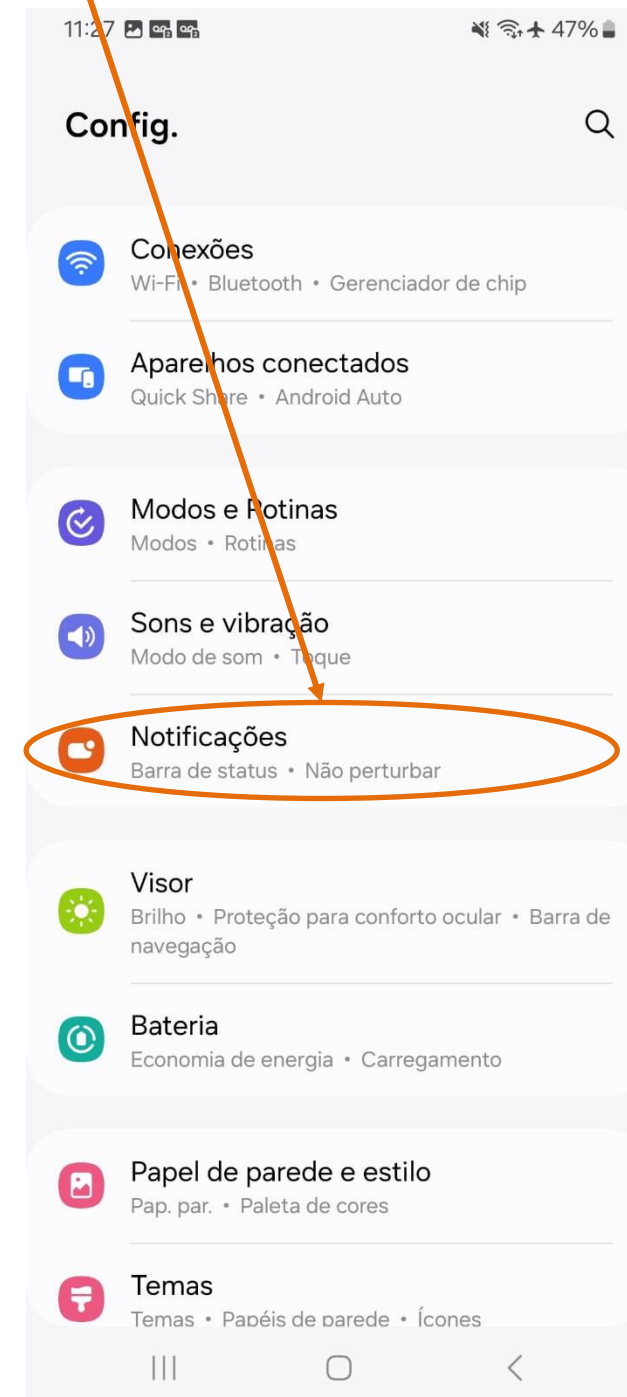 11:27
47%
Config.
Conexões
Wi-Fi • Bluetooth • Gerenciador de chip
Aparelhos conectados
Quick Share • Android Auto
Modos e Rotinas
Modos • Rotinas
Sons e vibração
Modo de som • Toque
Notificações
Barra de status • Não perturbar
Visor
Brilho • Proteção para conforto ocular • Barra de
navegação
Bateria
Economia de energia • Carregamento
Papel de parede e estilo
Pap. par. • Paleta de cores
Temas
Temas • Papéis de parede • Ícones